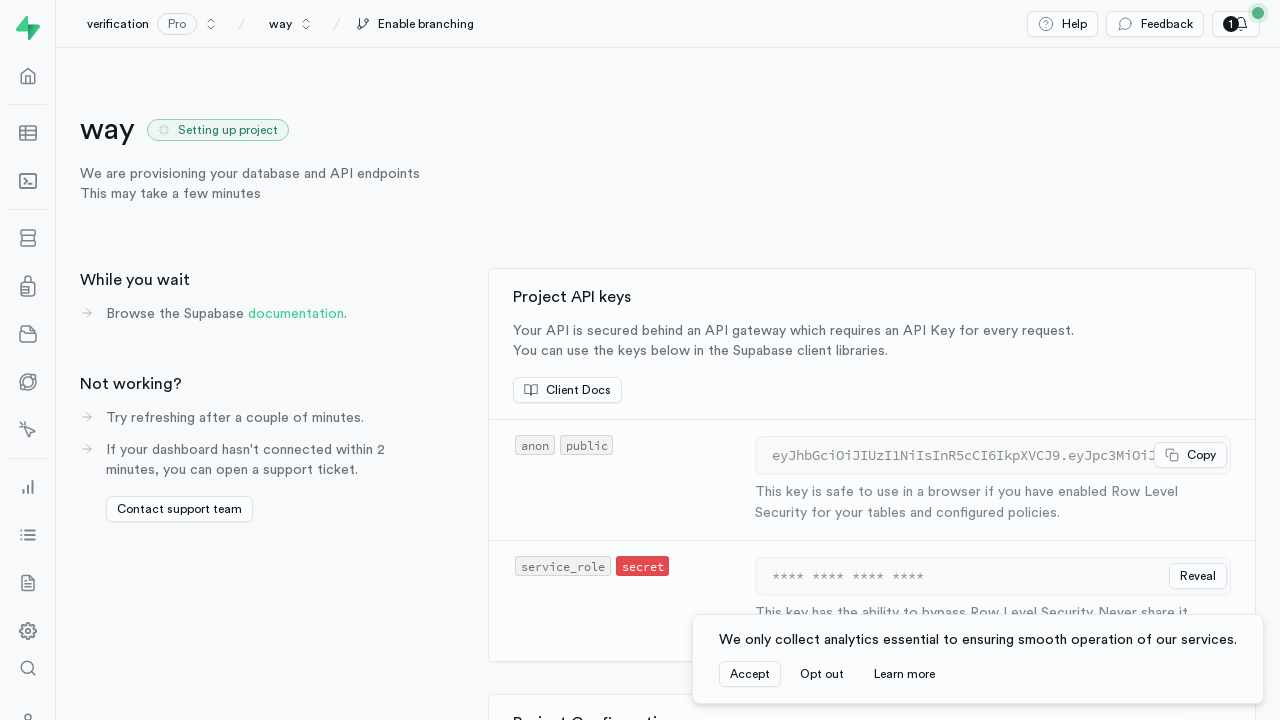 verification Pro / way / Enable branching
Help
Feedback
1
way
Setting up project
We are provisioning your database and API endpoints
This may take a few minutes
While you wait
Browse the Supabase documentation.
Not working?
Try refreshing after a couple of minutes.
If your dashboard hasn't connected within 2
minutes, you can open a support ticket.
Contact support team
Project API keys
Your API is secured behind an API gateway which requires an API Key for every request.
You can use the keys below in the Supabase client libraries.
Client Docs
anon public
eyJhbGciOiJIUzI1NiIsInR5cCI6IkpXVCJ9.eyJpc3MiOiJ
Copy
This key is safe to use in a browser if you have enabled Row Level
Security for your tables and configured policies.
service_role secret
**** **** **** ****
Reveal
This key has the ability to bypass Row Level Security. Never share it
We only collect analytics essential to ensuring smooth operation of our services.
Accept
Opt out
Learn more
Project Configuration